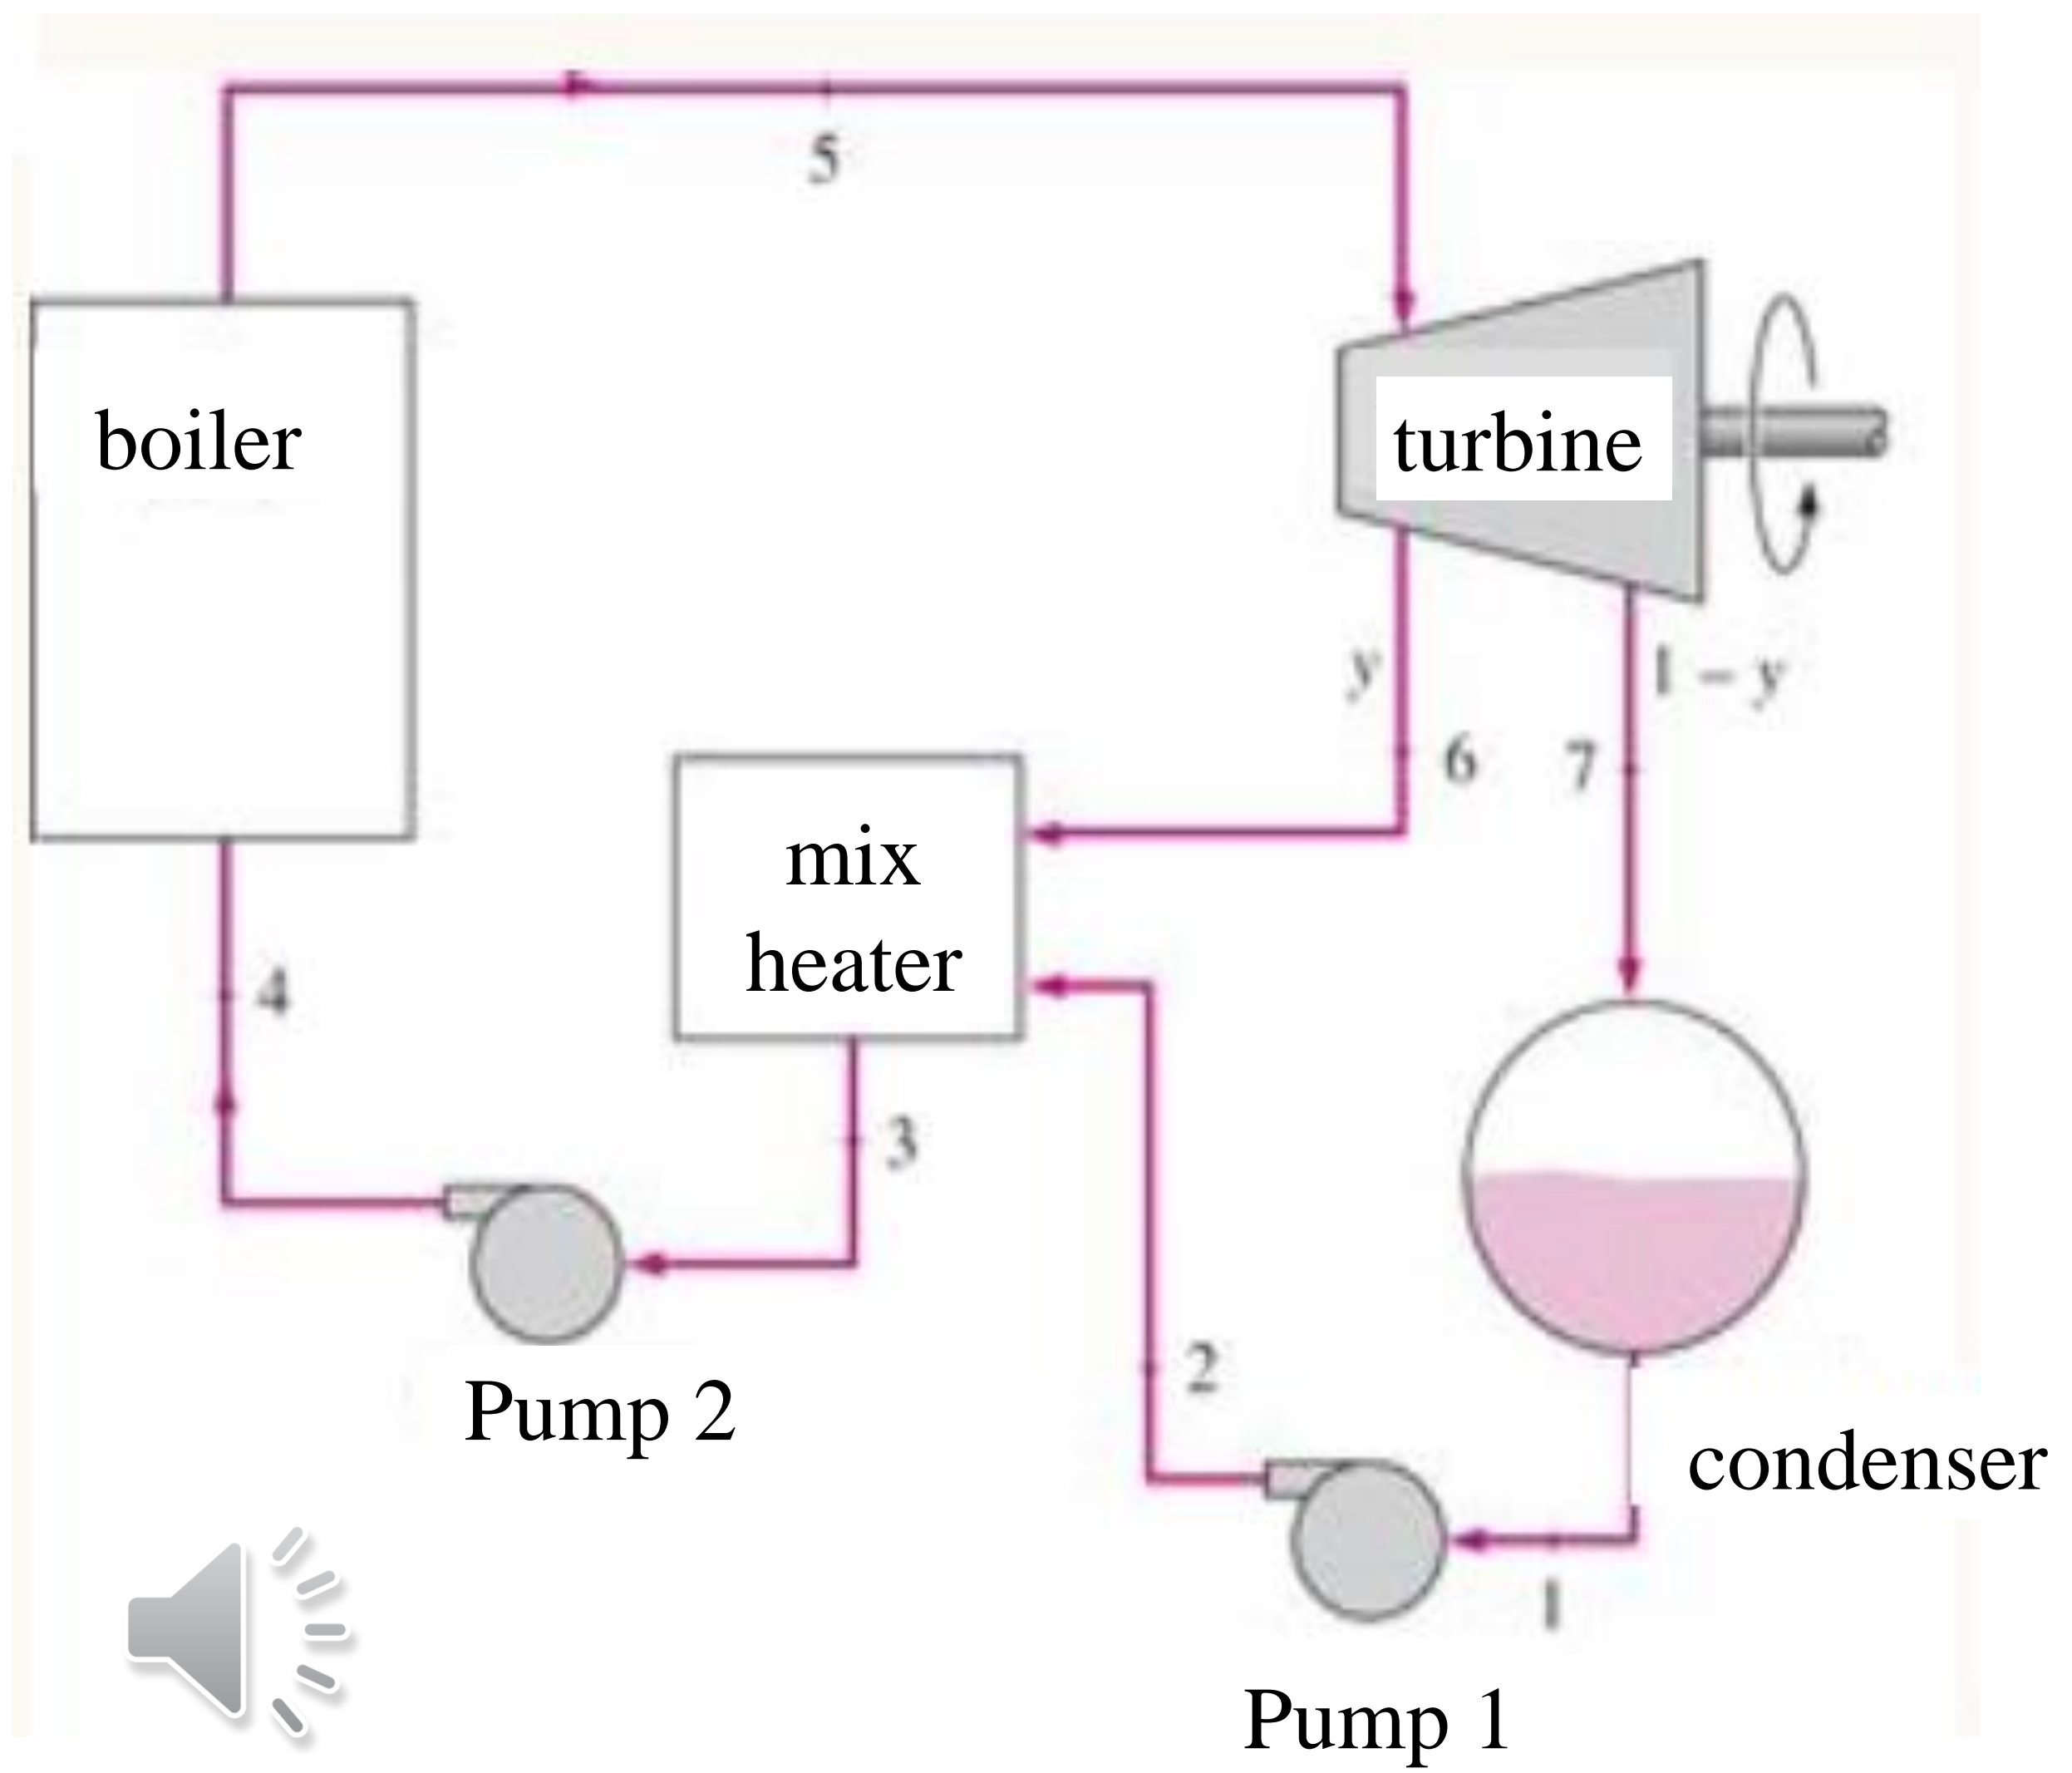 5
boiler
turbine
y
1 – y
6
7
mix
heater
4
3
2
Pump 2
condenser
1
Pump 1